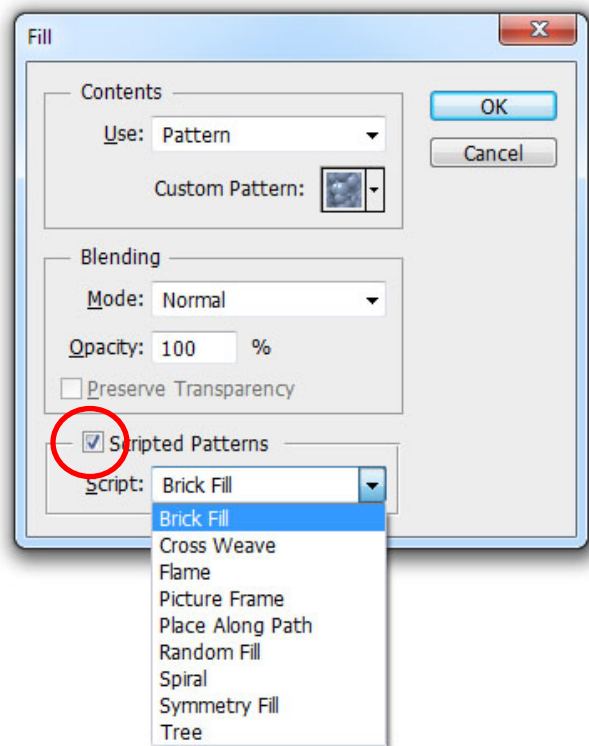 Fill
x
Contents
Use: Pattern
Custom Pattern:
OK
Cancel
Blending
Mode: Normal
Opacity: 100 %
Preserve Transparency
Scripted Patterns
Script: Brick Fill
Brick Fill
Cross Weave
Flame
Picture Frame
Place Along Path
Random Fill
Spiral
Symmetry Fill
Tree